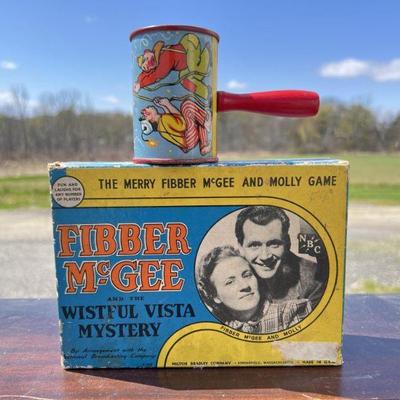 FUN AND
LAUGHS FOR
ANY NUMBER
OF PLAYERS
THE MERRY FIBBER McGEE AND MOLLY GAME
FIBBER
McGEE
AND THE
WISTFUL VISTA
MYSTERY
By Arrangement with the
National Broadcasting Company
NBC
FIBBER McGEE AND MOLLY
MILTON BRADLEY COMPANY • SPRINGFIELD, MASSACHUSETTS • MADE IN U.S.A.